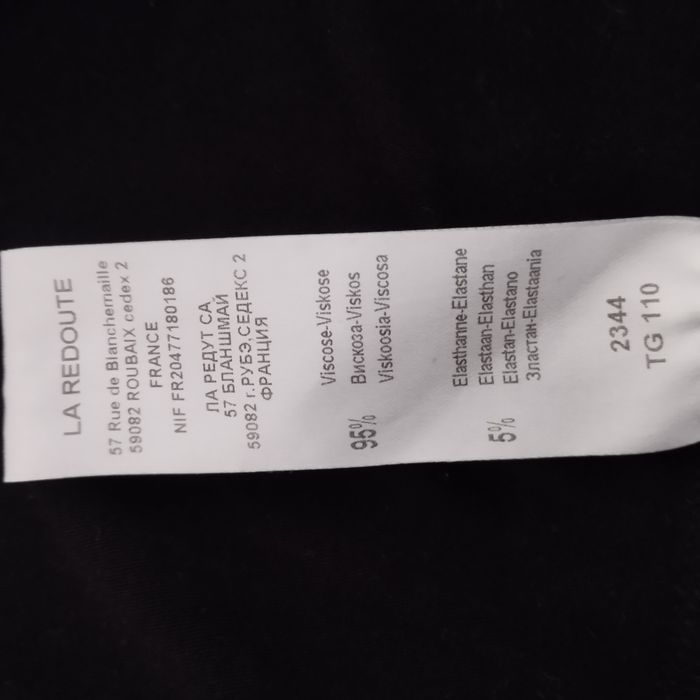 LA REDOUTE
57 Rue de Blanchemaille
59082 ROUBAIX cedex 2
FRANCE
NIF FR20477180186
ЛА РЕДУТ СА,
57 БЛАНШМАЙ
59082 г.РУБЭ,СЕДЕКС 2
ФРАНЦИЯ
Viscose-Viskose
95% Вискоза-Viskos
Viskoosia-Viscosa
Elasthanne-Elastane
Elastaan-Elasthan
5% Elastan-Elastano
Эластан-Elastaania
2344
TG 110